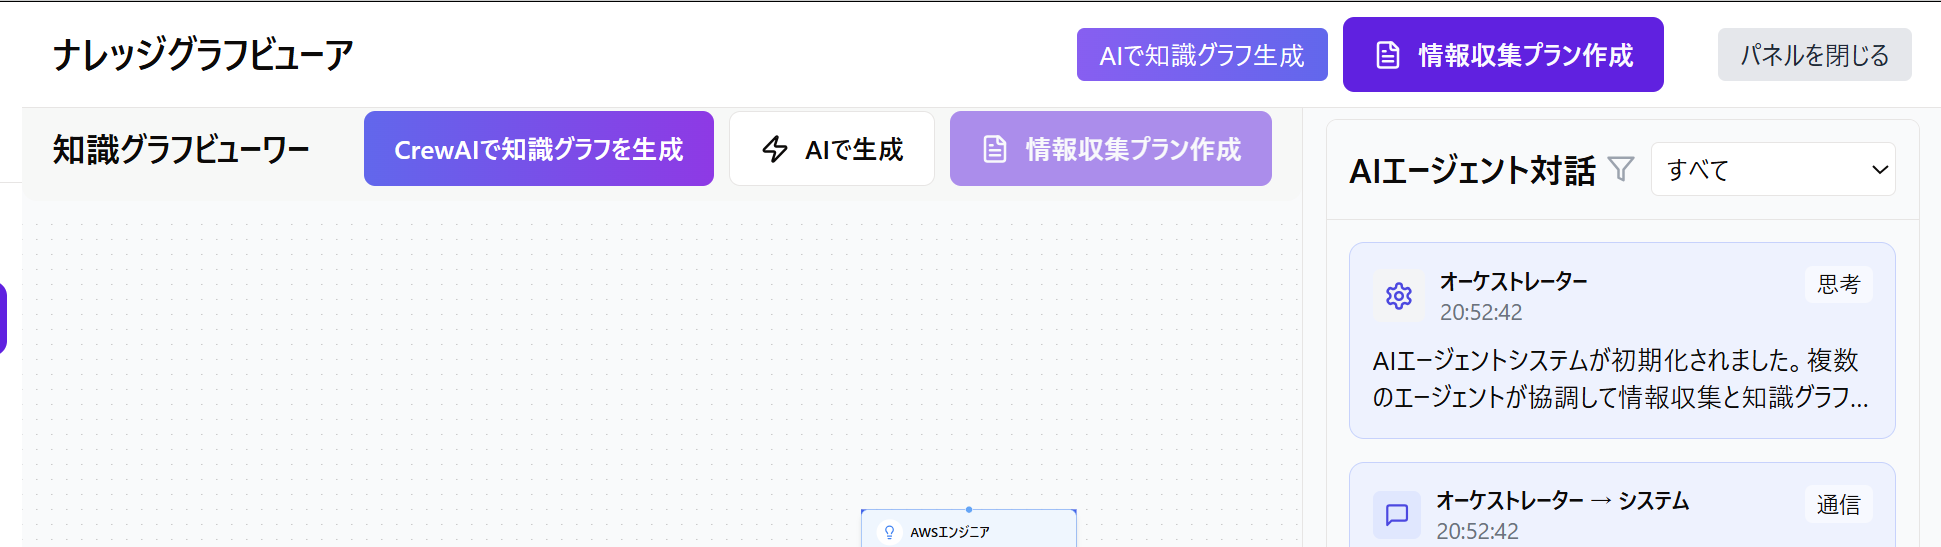 ナレッジグラフビューア
AIで知識グラフ生成
情報収集プラン作成
パネルを閉じる
知識グラフビューワー
CrewAIで知識グラフを生成
AIで生成
情報収集プラン作成
AIエージェント対話
すべて
オーケストレーター
思考
20:52:42
AIエージェントシステムが初期化されました。複数
のエージェントが協調して情報収集と知識グラフ...
オーケストレーター → システム
通信
20:52:42
AWSエンジニア